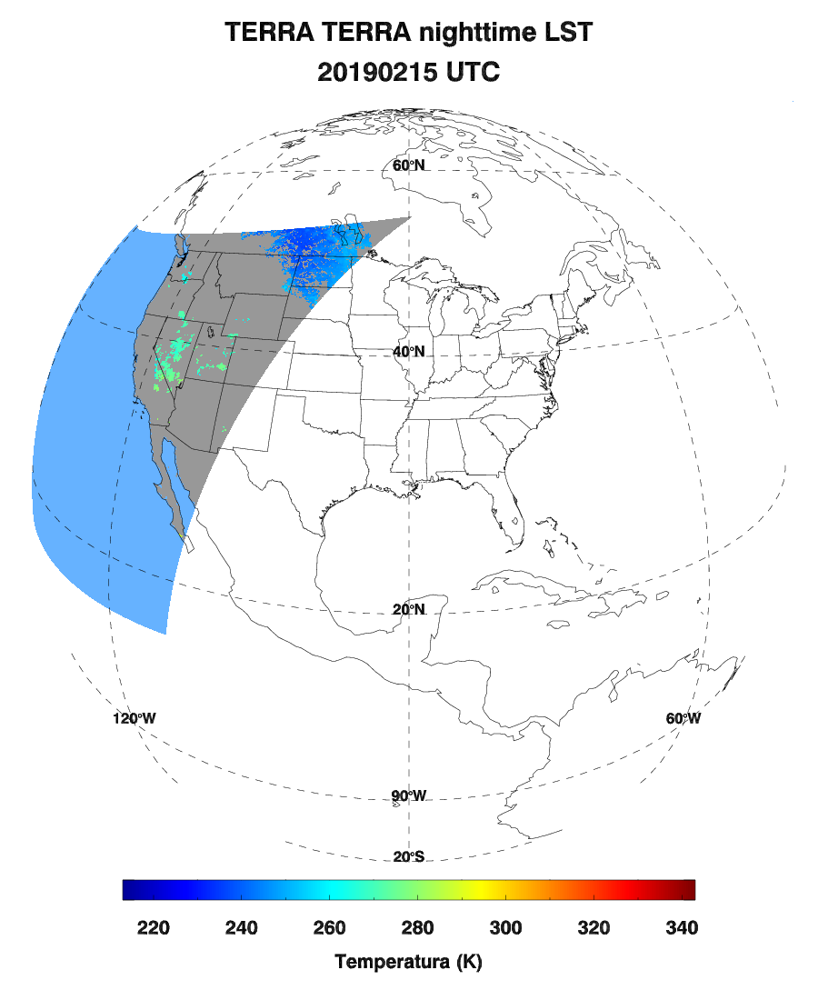 TERRA TERRA nighttime LST
20190215 UTC
60°N
40°N
20°N
120°W
60°W
90°W
20°S
220 240 260 280 300 320 340
Temperatura (K)